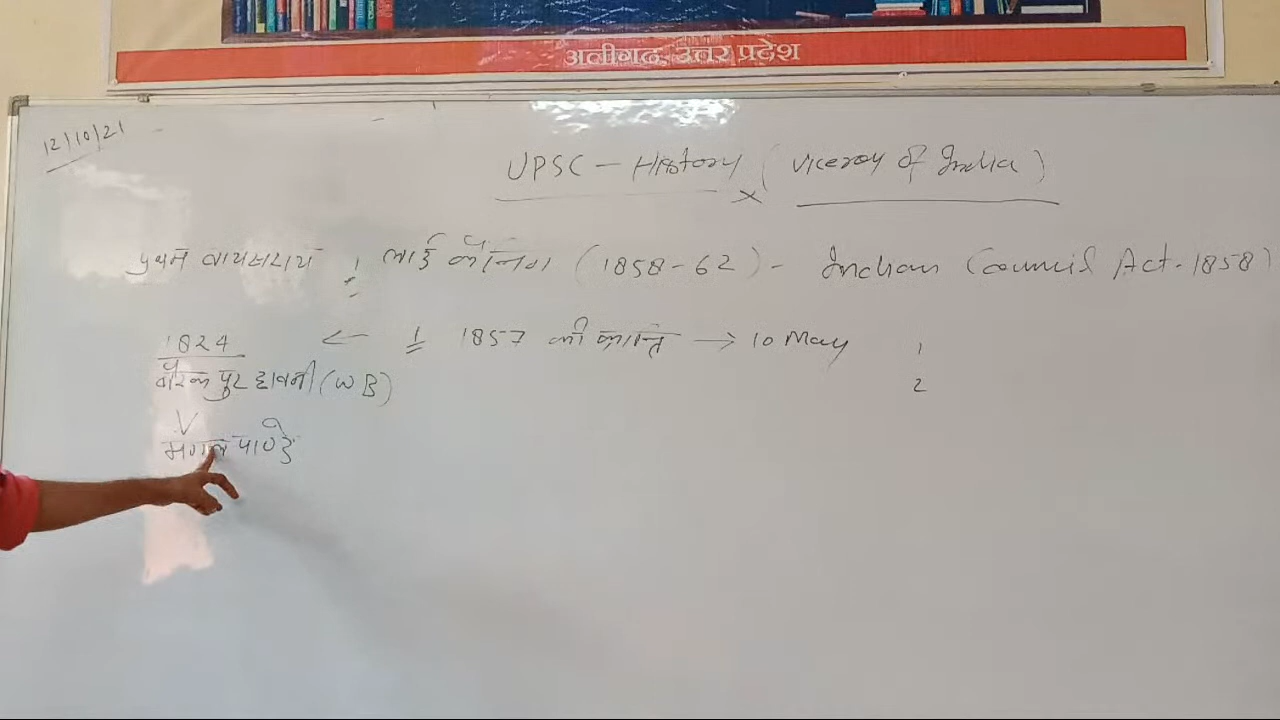 अलीगढ़, उत्तर प्रदेश
12/10/21
UPSC - History (Viceroy of India)
प्रथम वायसराय : लार्ड कैनिंग (1858-62) - Indian Council Act-1858)
1824 ← 1 1857 की क्रान्ति → 10 May 1
बैरकपुर छावनी (WB) 2
मंगल पाण्डे